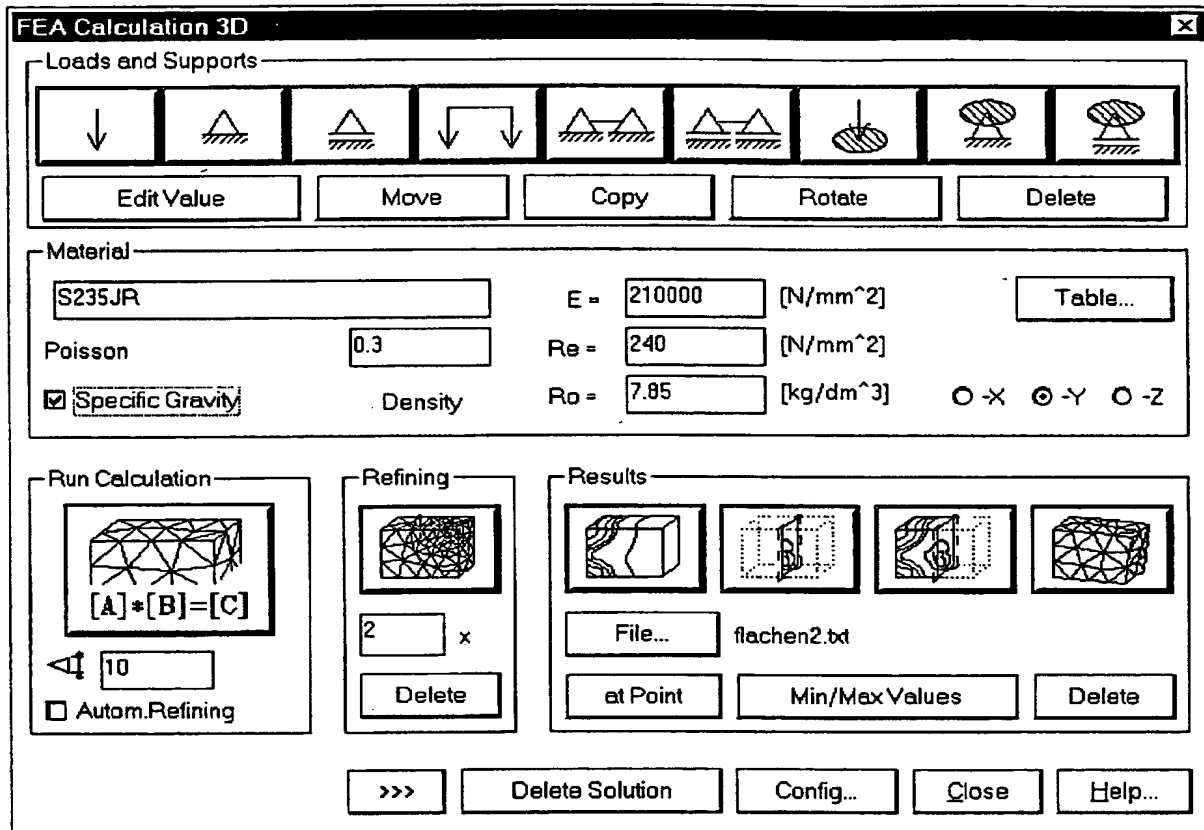 FEA Calculation 3D
Loads and Supports
Edit Value Move Copy Rotate Delete
Material
S235JR E = 210000 [N/mm^2] Table...
Poisson 0.3 Re = 240 [N/mm^2]
Specific Gravity Density Ro = 7.85 [kg/dm^3] -X -Y -Z
Run Calculation Refining Results
[A]*[B]=[C]
2 x File... flachen2.txt
10
Delete at Point Min/Max Values Delete
Autom.Refining
>>> Delete Solution Config... Close Help...